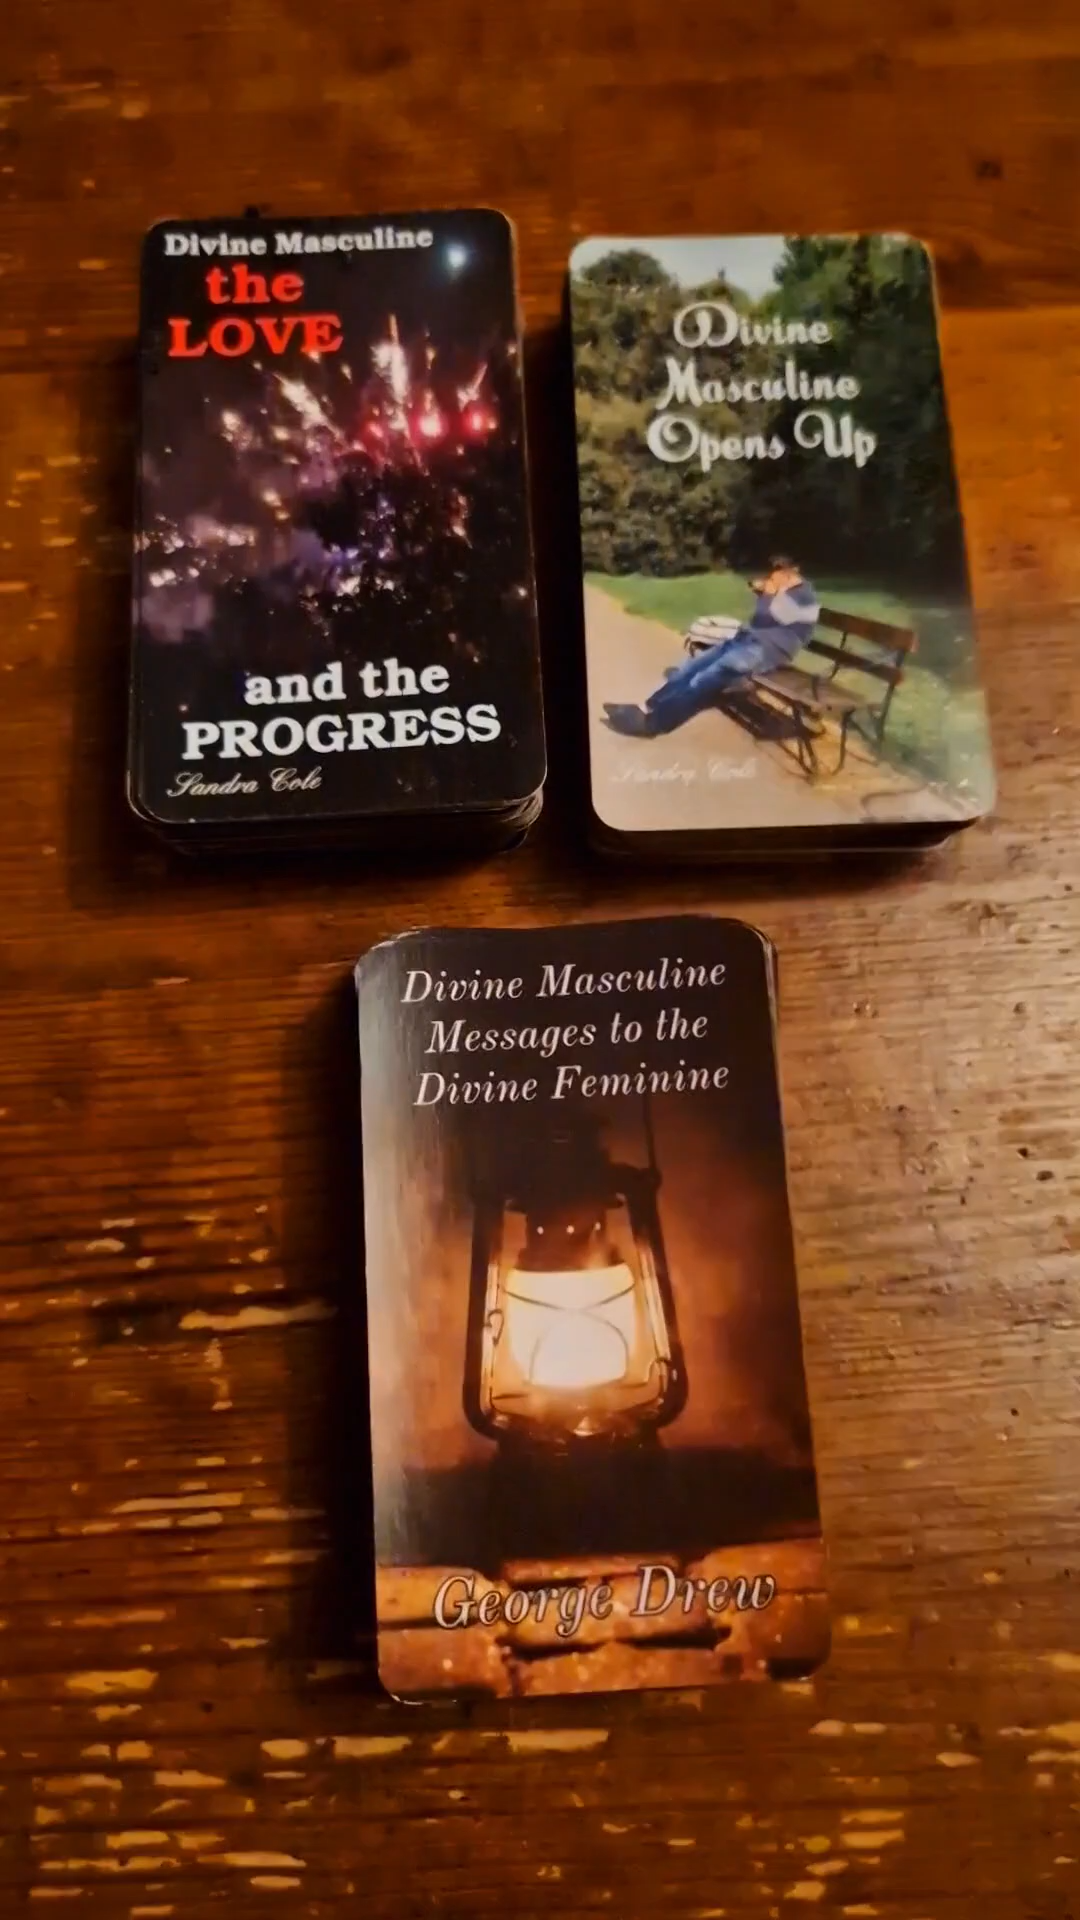 Divine Masculine
the
LOVE
and the
PROGRESS
Sandra Cole
Divine
Masculine
Opens Up
Sandra Cole
Divine Masculine
Messages to the
Divine Feminine
George Drew